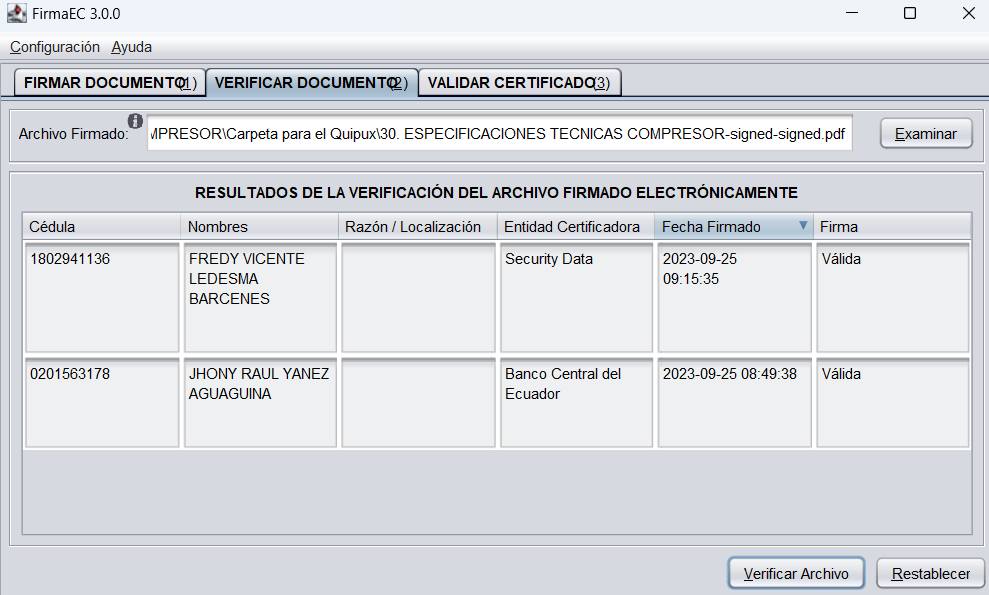 FirmaEC 3.0.0
Configuración Ayuda
FIRMAR DOCUMENTO(1) VERIFICAR DOCUMENTO(2) VALIDAR CERTIFICADO(3)
Archivo Firmado: MPRESOR\Carpeta para el Quipux\30. ESPECIFICACIONES TECNICAS COMPRESOR-signed-signed.pdf Examinar
RESULTADOS DE LA VERIFICACIÓN DEL ARCHIVO FIRMADO ELECTRÓNICAMENTE
Cédula Nombres Razón / Localización Entidad Certificadora Fecha Firmado Firma
1802941136 FREDY VICENTE Security Data 2023-09-25 Válida
LEDESMA 09:15:35
BARCENES
0201563178 JHONY RAUL YANEZ Banco Central del 2023-09-25 08:49:38 Válida
AGUAGUINA Ecuador
Verificar Archivo Restablecer